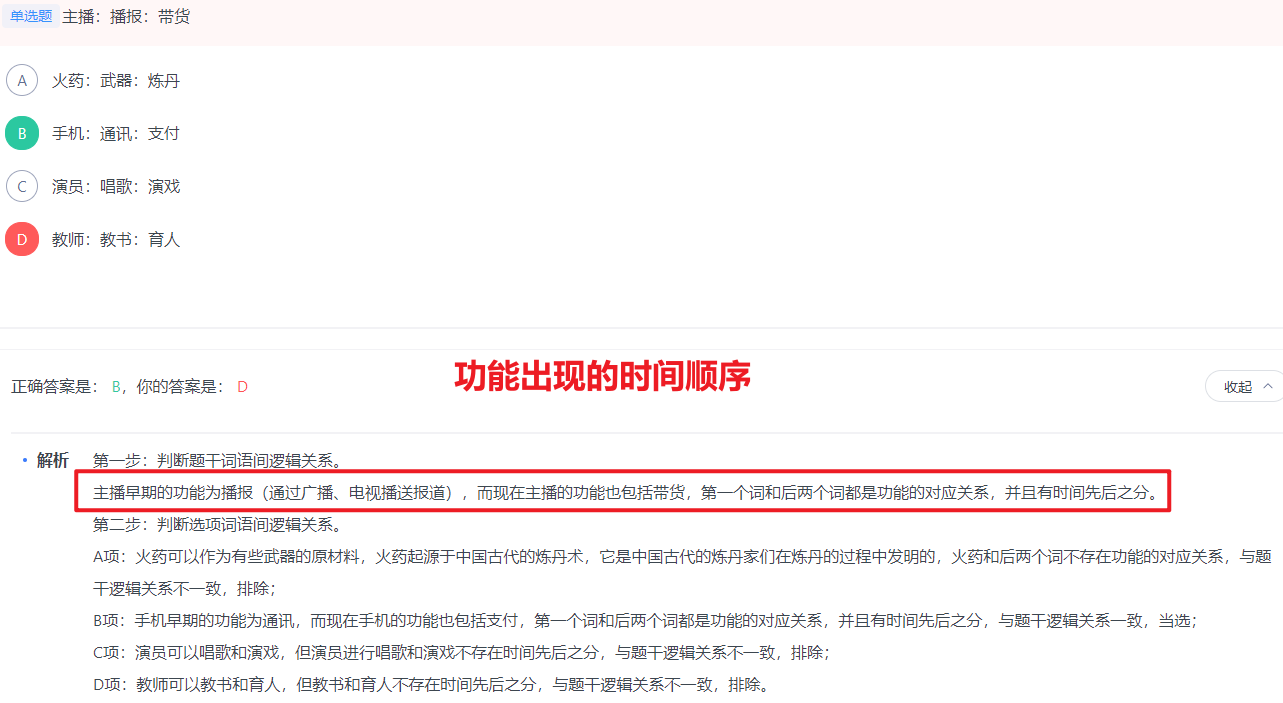 单选题 主播：播报：带货
A 火药：武器：炼丹
B 手机：通讯：支付
C 演员：唱歌：演戏
D 教师：教书：育人
功能出现的时间顺序
正确答案是： B，你的答案是： D
收起
• 解析 第一步：判断题干词语间逻辑关系。
主播早期的功能为播报（通过广播、电视播送报道），而现在主播的功能也包括带货，第一个词和后两个词都是功能的对应关系，并且有时间先后之分。
第二步：判断选项词语间逻辑关系。
A项：火药可以作为有些武器的原材料，火药起源于中国古代的炼丹术，它是中国古代的炼丹家们在炼丹的过程中发明的，火药和后两个词不存在功能的对应关系，与题
干逻辑关系不一致，排除；
B项：手机早期的功能为通讯，而现在手机的功能也包括支付，第一个词和后两个词都是功能的对应关系，并且有时间先后之分，与题干逻辑关系一致，当选；
C项：演员可以唱歌和演戏，但演员进行唱歌和演戏不存在时间先后之分，与题干逻辑关系不一致，排除；
D项：教师可以教书和育人，但教书和育人不存在时间先后之分，与题干逻辑关系不一致，排除。